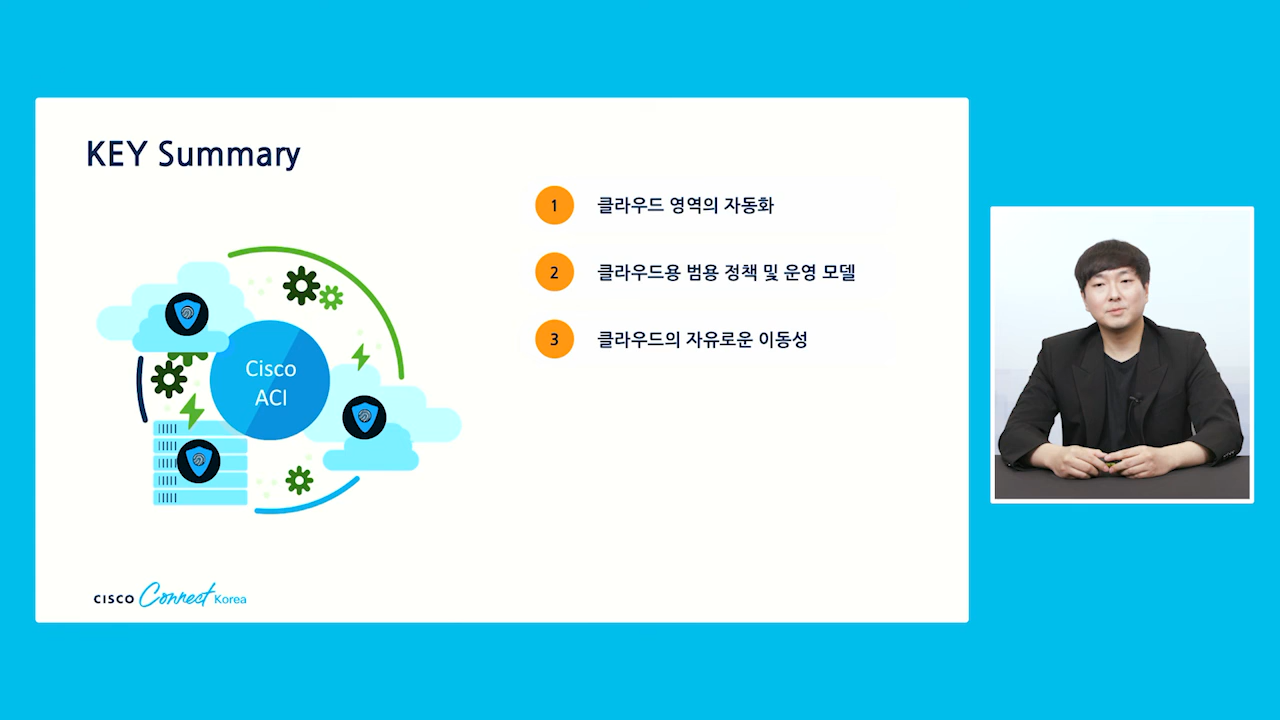 KEY Summary
1 클라우드 영역의 자동화
2 클라우드용 범용 정책 및 운영 모델
3 클라우드의 자유로운 이동성
Cisco
ACI
CISCO Connect Korea